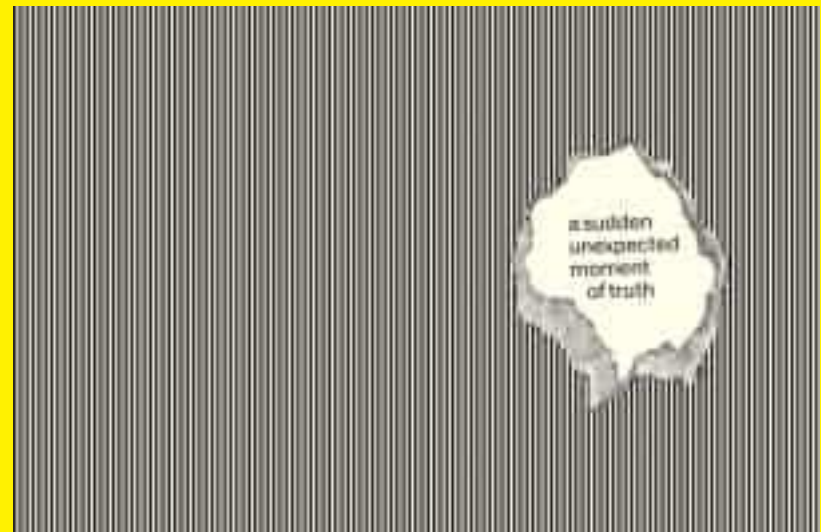 a sudden
unexpected
moment
of truth